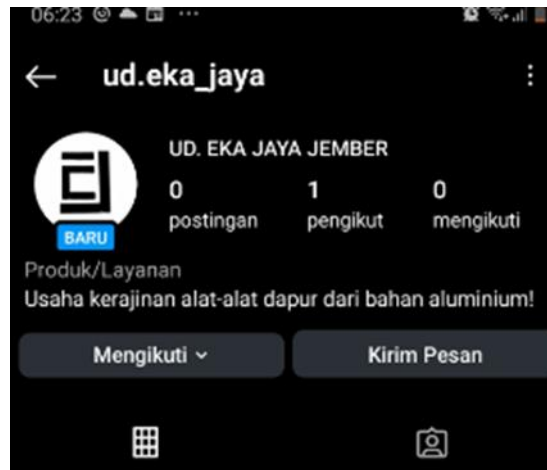 06:23
ud.eka_jaya
UD. EKA JAYA JEMBER
0 1 0
postingan pengikut mengikuti
BARU
Produk/Layanan
Usaha kerajinan alat-alat dapur dari bahan aluminium!
Mengikuti Kirim Pesan